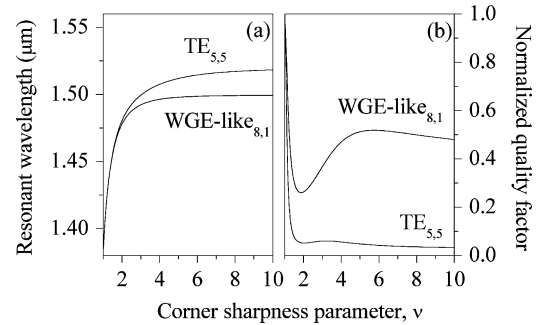 Resonant wavelength (μm)
1.55
1.50
1.45
1.40
(a)
TE5,5
WGE-like8,1
2 4 6 8 10
(b)
WGE-like8,1
TE5,5
2 4 6 8 10
1.0
0.8
0.6
0.4
0.2
0.0
Normalized quality factor
Corner sharpness parameter, ν